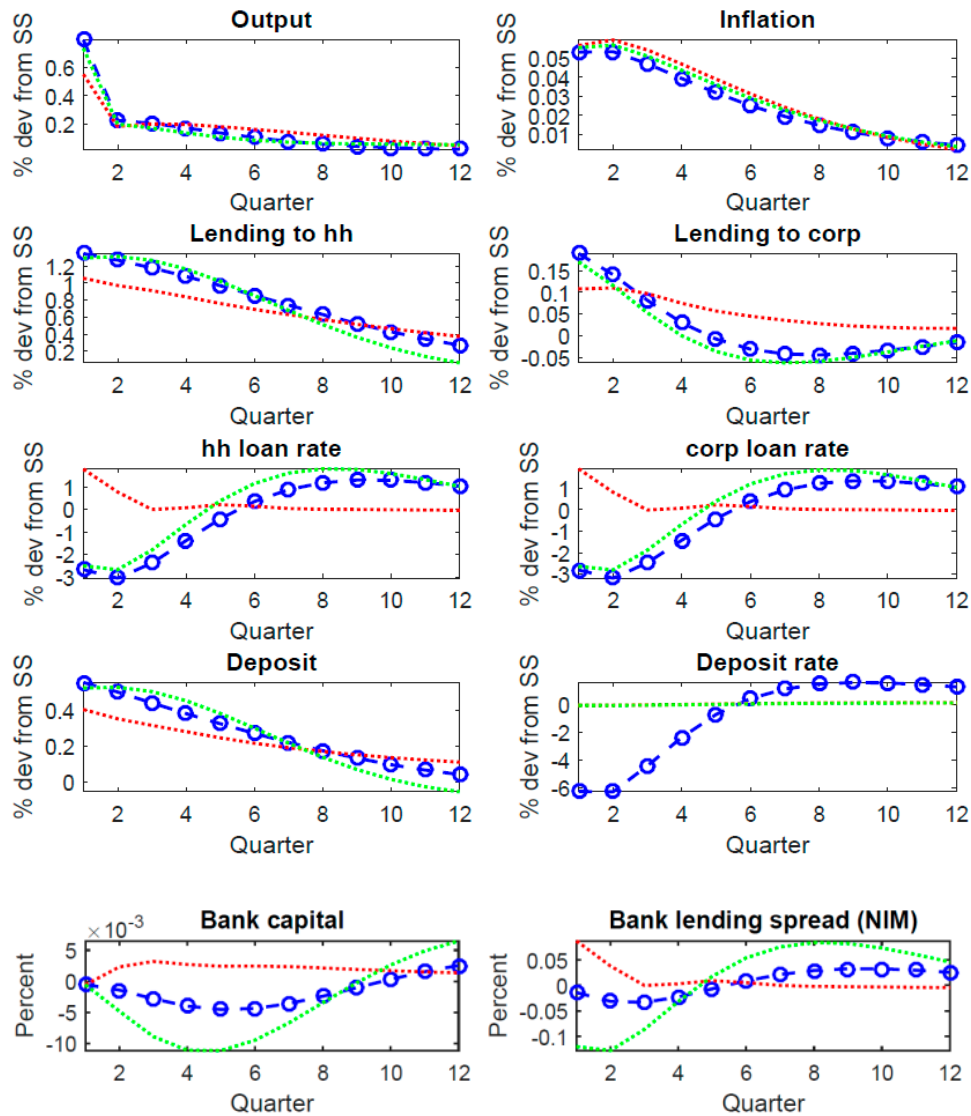 Output
% dev from SS
0.6
0.4
0.2
2 4 6 8 10 12
Quarter
Inflation
% dev from SS
0.05
0.04
0.03
0.02
0.01
2 4 6 8 10 12
Quarter
Lending to hh
% dev from SS
1.2
1
0.8
0.6
0.4
0.2
2 4 6 8 10 12
Quarter
Lending to corp
% dev from SS
0.15
0.1
0.05
0
-0.05
2 4 6 8 10 12
Quarter
hh loan rate
% dev from SS
1
0
-1
-2
-3
2 4 6 8 10 12
Quarter
corp loan rate
% dev from SS
1
0
-1
-2
-3
2 4 6 8 10 12
Quarter
Deposit
% dev from SS
0.4
0.2
0
2 4 6 8 10 12
Quarter
Deposit rate
% dev from SS
0
-2
-4
-6
2 4 6 8 10 12
Quarter
Bank capital
×10⁻³
Percent
5
0
-5
-10
2 4 6 8 10 12
Quarter
Bank lending spread (NIM)
Percent
0.05
0
-0.05
-0.1
2 4 6 8 10 12
Quarter